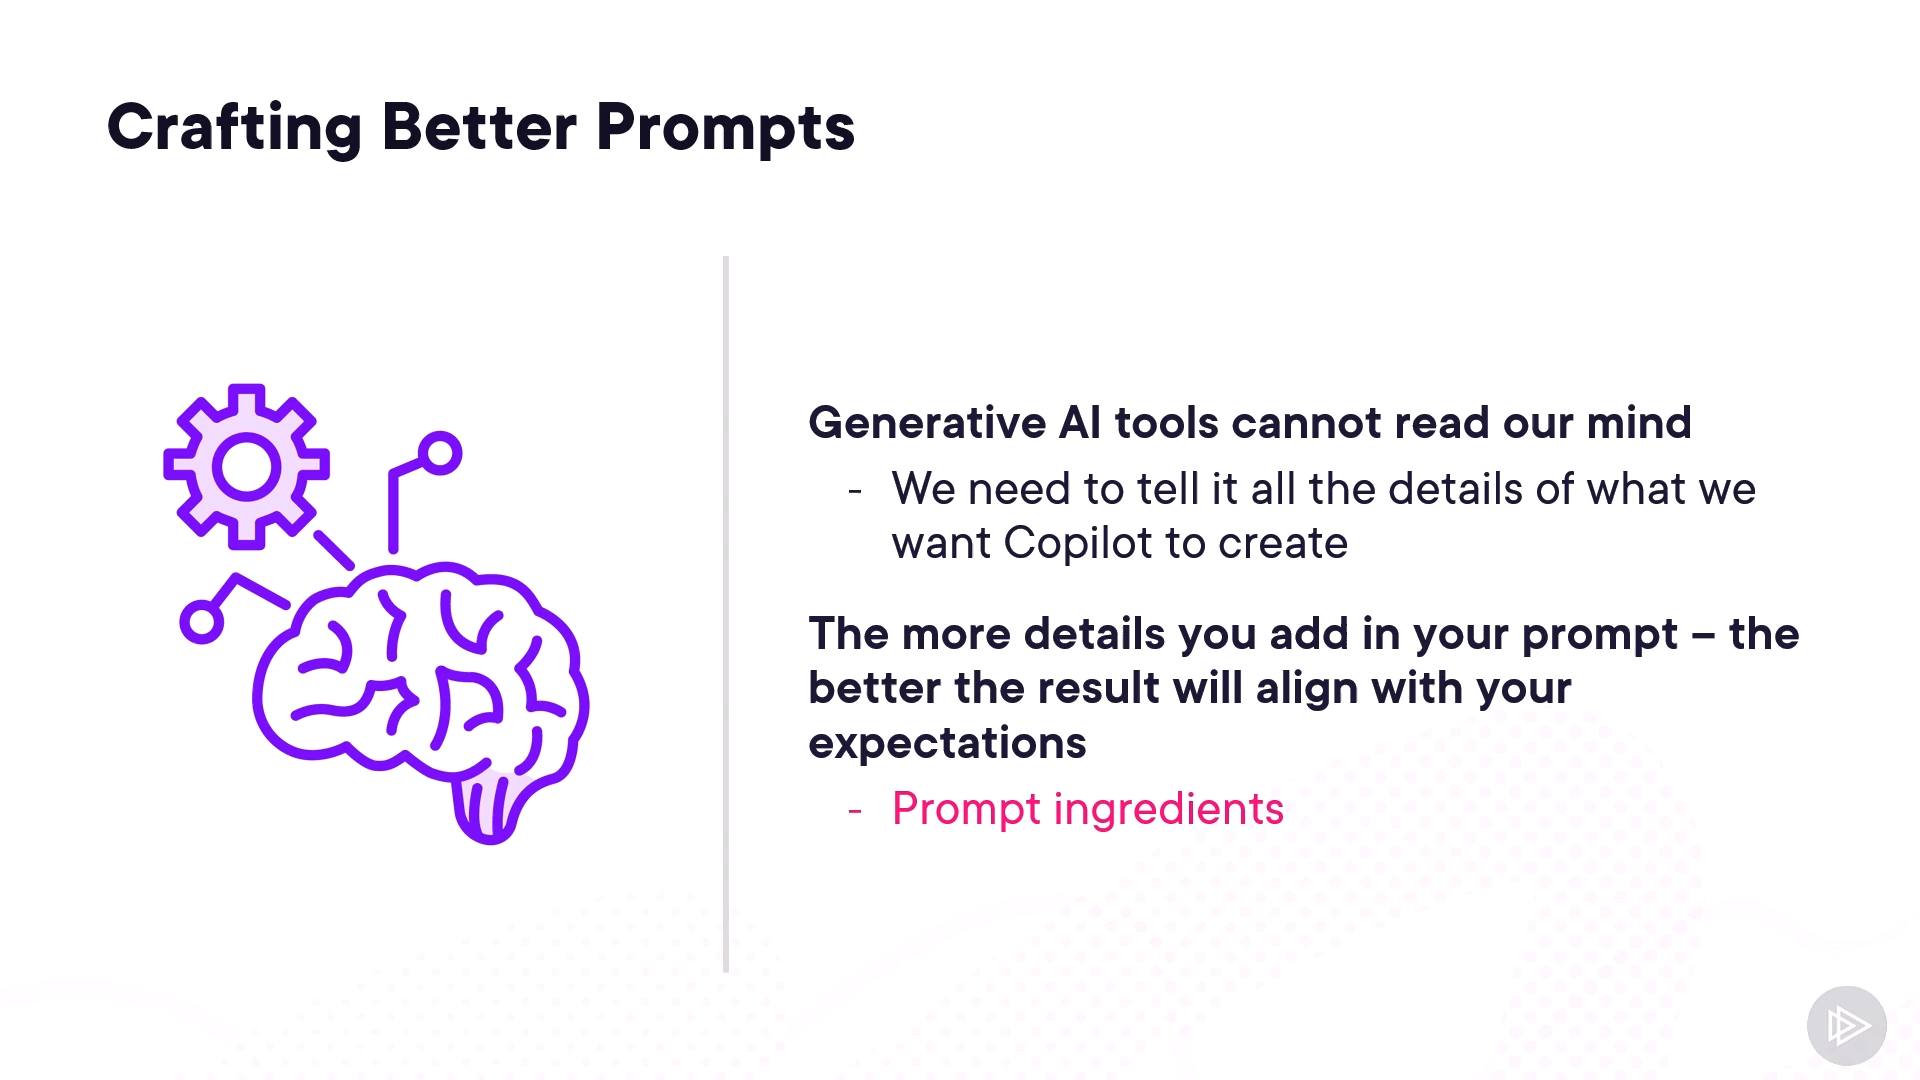 Crafting Better Prompts
Generative AI tools cannot read our mind
- We need to tell it all the details of what we
want Copilot to create
The more details you add in your prompt – the
better the result will align with your
expectations
- Prompt ingredients